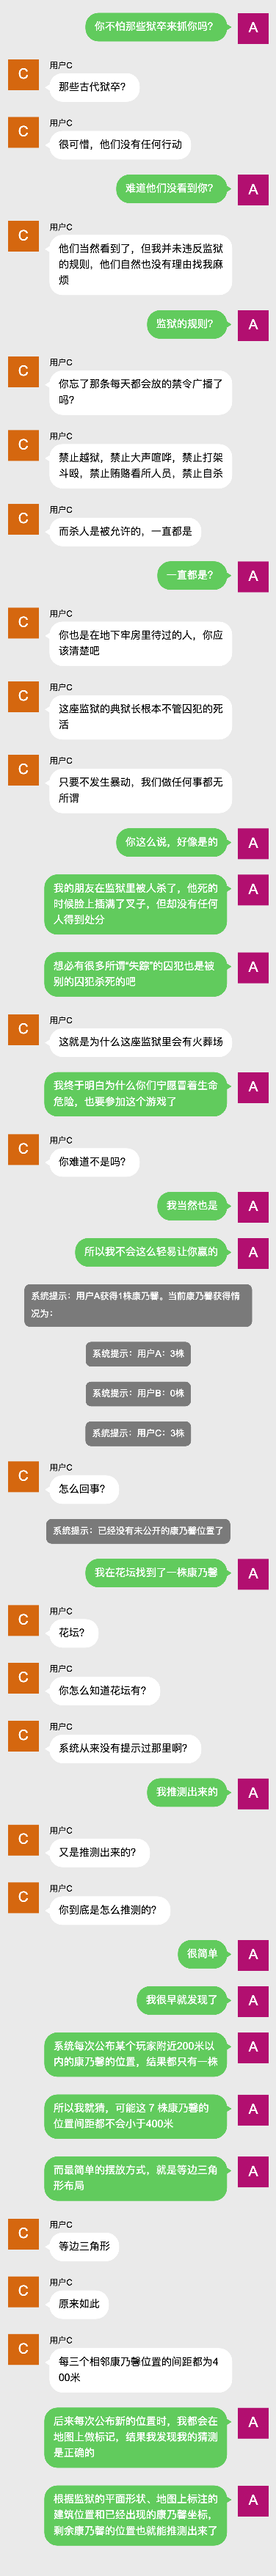 你不怕那些狱卒来抓你吗?
A
用户C
C
那些古代狱卒?
用户C
C
很可惜，他们没有任何行动
难道他们没看到你?
A
用户C
C
他们当然看到了，但我并未违反监狱
的规则，他们自然也没有理由找我麻
烦
监狱的规则?
A
用户C
C
你忘了那条每天都会放的禁令广播了
吗?
用户C
C
禁止越狱，禁止大声喧哗，禁止打架
斗殴，禁止贿赂看所人员，禁止自杀
用户C
C
而杀人是被允许的，一直都是
一直都是?
A
用户C
C
你也是在地下牢房里待过的人，你应
该清楚吧
用户C
C
这座监狱的典狱长根本不管囚犯的死
活
用户C
C
只要不发生暴动，我们做任何事都无
所谓
你这么说，好像是的
A
我的朋友在监狱里被人杀了，他死的
时候脸上插满了叉子，但却没有任何
人得到处分
A
想必有很多所谓“失踪”的囚犯也是被
别的囚犯杀死的吧
A
用户C
C
这就是为什么这座监狱里会有火葬场
我终于明白为什么你们宁愿冒着生命
危险，也要参加这个游戏了
A
用户C
C
你难道不是吗?
我当然也是
A
所以我不会这么轻易让你赢的
A
系统提示：用户A获得1株康乃馨。当前康乃馨获得情
况为：
系统提示：用户A：3株
系统提示：用户B：0株
系统提示：用户C：3株
用户C
C
怎么回事?
系统提示：已经没有未公开的康乃馨位置了
我在花坛找到了一株康乃馨
A
用户C
C
花坛?
用户C
C
你怎么知道花坛有?
用户C
C
系统从来没有提示过那里啊?
我推测出来的
A
用户C
C
又是推测出来的?
用户C
C
你到底是怎么推测的?
很简单
A
我很早就发现了
A
系统每次公布某个玩家附近200米以
内的康乃馨的位置，结果都只有一株
A
所以我就猜，可能这 7 株康乃馨的
位置间距都不会小于400米
A
而最简单的摆放方式，就是等边三角
形布局
A
用户C
C
等边三角形
用户C
C
原来如此
用户C
C
每三个相邻康乃馨位置的间距都为4
00米
后来每次公布新的位置时，我都会在
地图上做标记，结果我发现我的猜测
是正确的
A
根据监狱的平面形状、地图上标注的
建筑位置和已经出现的康乃馨坐标，
剩余康乃馨的位置也就能推测出来了
A